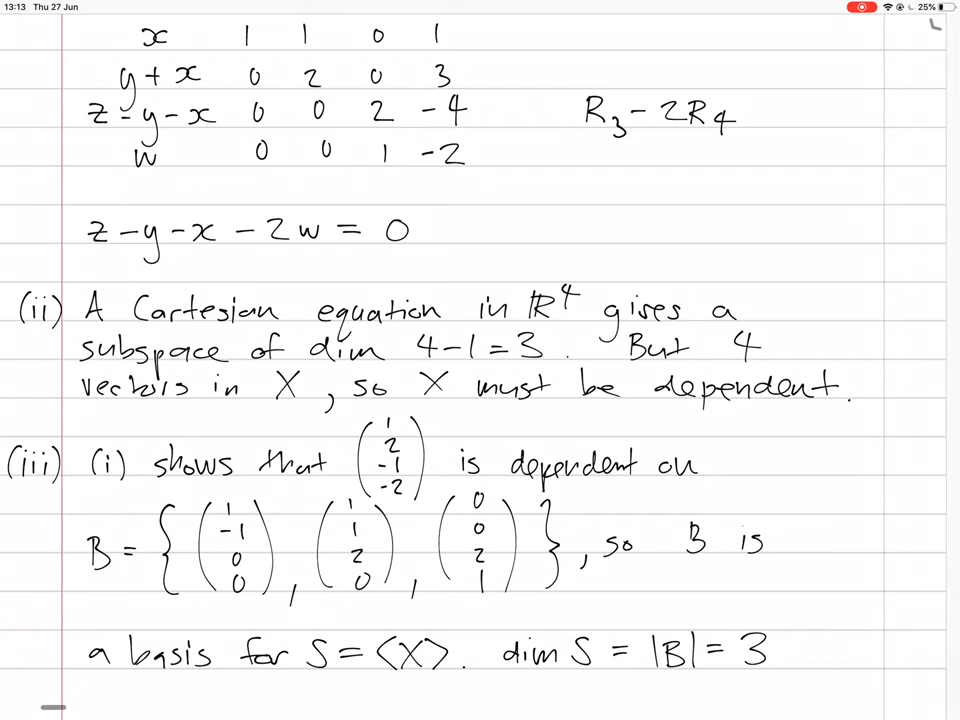 13:13 Thu 27 Jun 25%
x 1 1 0 1
y + x 0 2 0 3
z - y - x 0 0 2 -4 R₃ - 2R₄
w 0 0 1 -2
z - y - x - 2w = 0
(ii) A Cartesian equation in ℝ⁴ gives a
subspace of dim 4-1=3. But 4
vectors in X, so X must be dependent.
(iii) (i) shows that (1 2 -1 -2) is dependent on
B = { (1 -1 0 0), (1 1 2 0), (0 0 2 1) }, so B is
a basis for S = <X>. dim S = |B| = 3